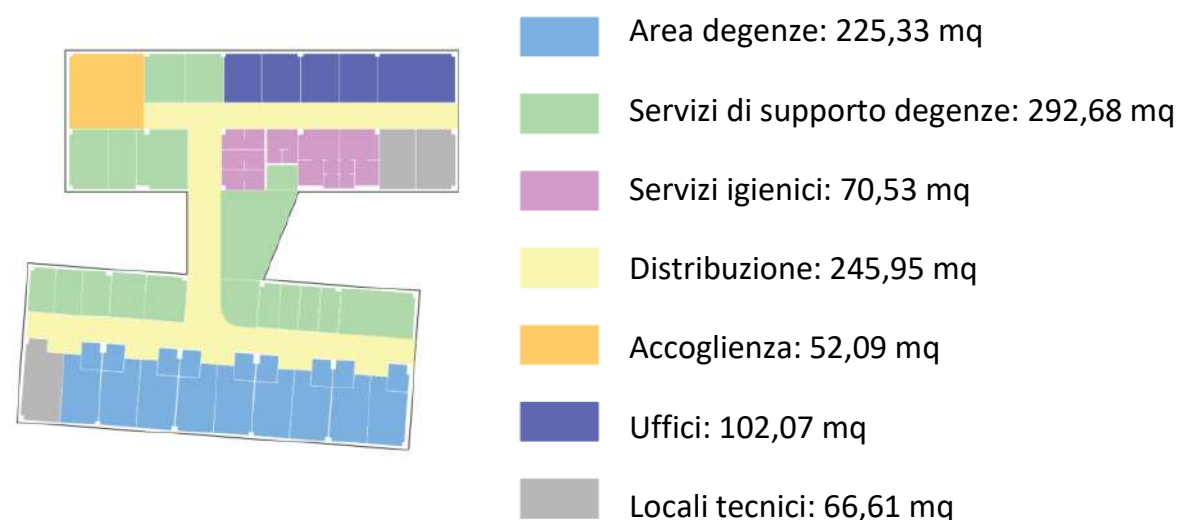 Area degenze: 225,33 mq
Servizi di supporto degenze: 292,68 mq
Servizi igienici: 70,53 mq
Distribuzione: 245,95 mq
Accoglienza: 52,09 mq
Uffici: 102,07 mq
Locali tecnici: 66,61 mq